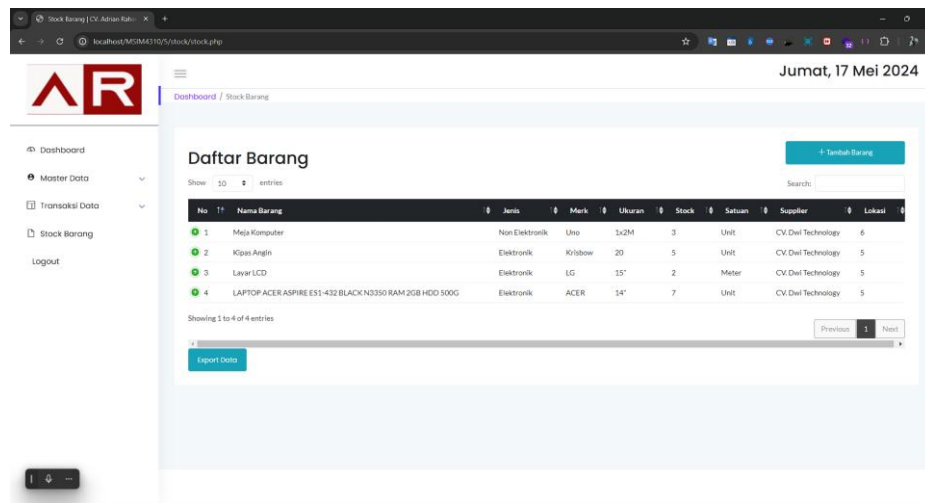 Stock Barang | CV. Adrian Rahm
localhost/MSIM4310/5/stock/stock.php
AR
Jumat, 17 Mei 2024
Dashboard / Stock Barang
Dashboard
Master Data
Transaksi Data
Stock Barang
Logout
Daftar Barang
+ Tambah Barang
Show 10 entries
Search:
No Nama Barang Jenis Merk Ukuran Stock Satuan Supplier Lokasi
1 Meja Komputer Non Elektronik Uno 1x2M 3 Unit CV. Dwi Technology 6
2 Kipas Angin Elektronik Krisbow 20 5 Unit CV. Dwi Technology 5
3 Layar LCD Elektronik LG 15" 2 Meter CV. Dwi Technology 5
4 LAPTOP ACER ASPIRE ES1-432 BLACK N3350 RAM 2GB HDD 500G Elektronik ACER 14" 7 Unit CV. Dwi Technology 5
Showing 1 to 4 of 4 entries
Previous 1 Next
Export Data